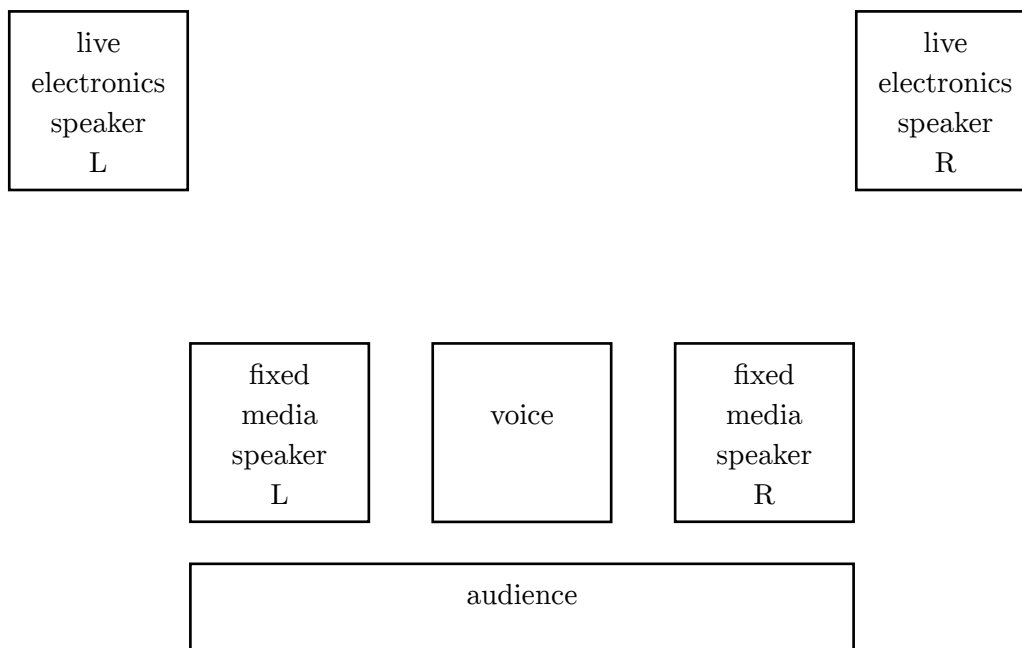 live
electronics
speaker
L
live
electronics
speaker
R
fixed
media
speaker
L
voice
fixed
media
speaker
R
audience